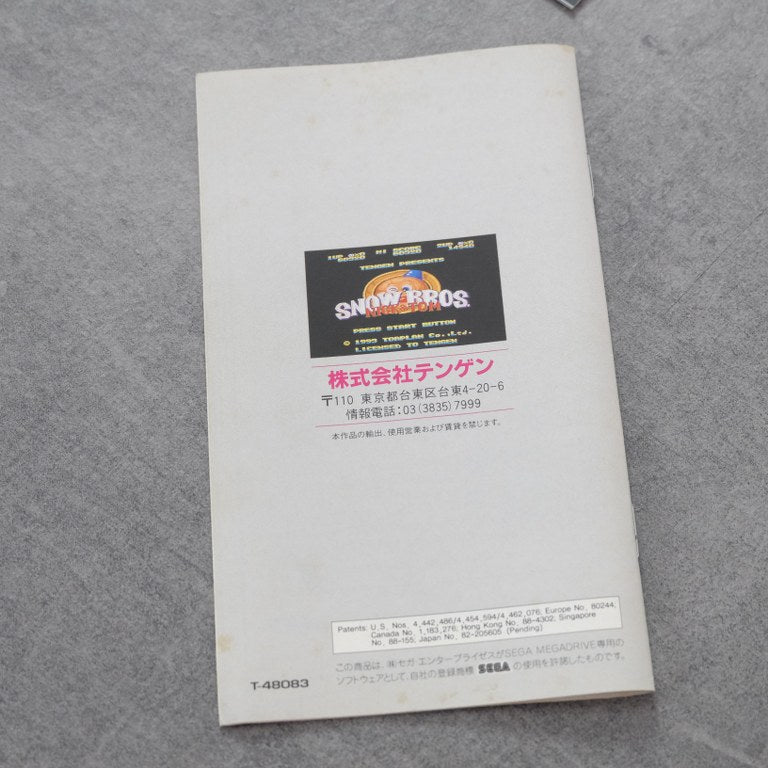 HI SCORE
TENGEN PRESENTS
SNOW BROS.
NICK & TOM
PRESS START BUTTON
© 1993 TOAPLAN Co.,Ltd.
LICENSED TO TENGEN
株式会社テンゲン
〒110 東京都台東区台東4-20-6
情報電話:03(3835)7999
本作品の輸出、使用営業および賃貸を禁じます。
Patents: U.S. Nos. 4,442,486/4,454,594/4,462,076; Europe No. 80244;
Canada No. 1,183,276; Hong Kong No. 88-4302; Singapore
No. 88-155; Japan No. 82-205605 (Pending)
この商品は、㈱セガ・エンタープライゼスがSEGA MEGADRIVE専用の
ソフトウェアとして、自社の登録商標 SEGA の使用を許諾したものです。
T-48083